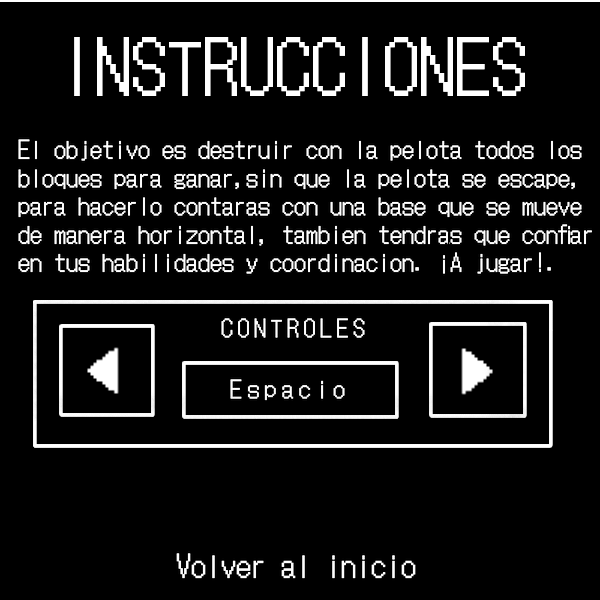 INSTRUCCIONES
El objetivo es destruir con la pelota todos los
bloques para ganar,sin que la pelota se escape,
para hacerlo contaras con una base que se mueve
de manera horizontal, tambien tendras que confiar
en tus habilidades y coordinacion. ¡A jugar!.
CONTROLES
Espacio
Volver al inicio